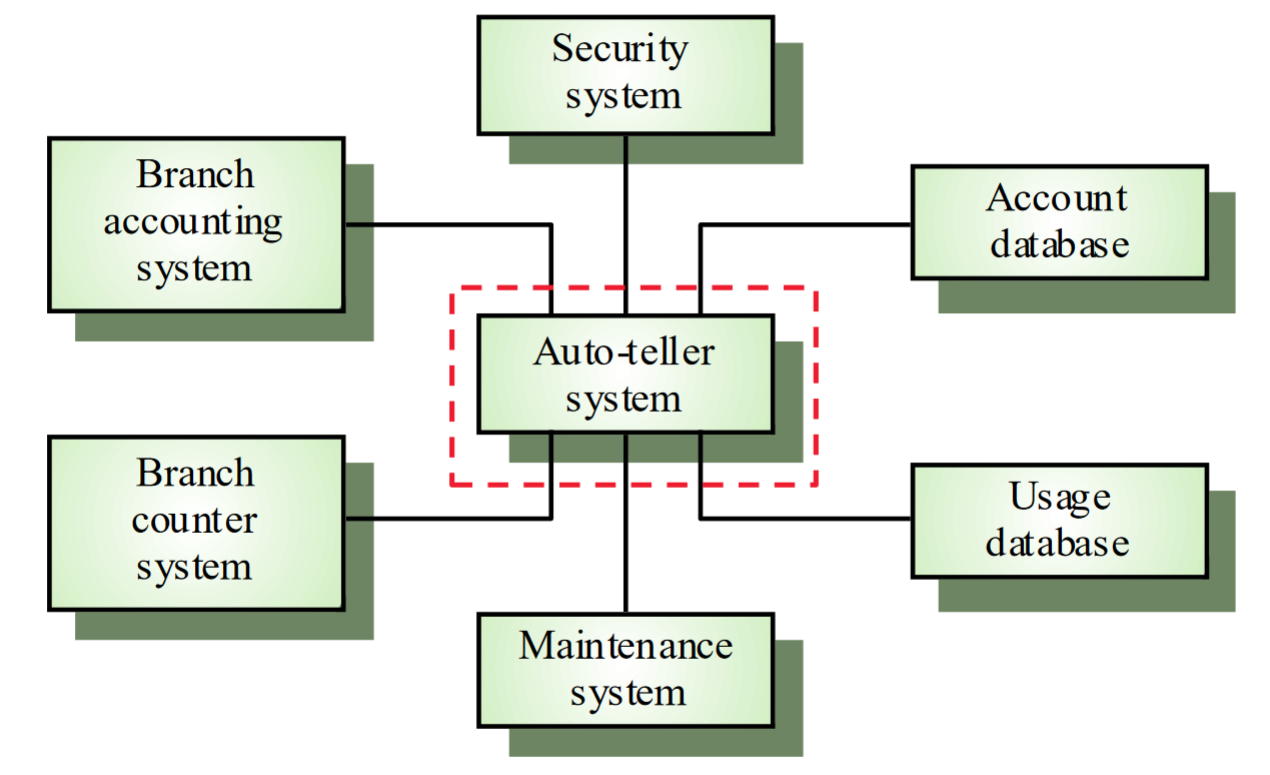 Security
system
Branch
accounting
system
Account
database
Auto-teller
system
Branch
counter
system
Usage
database
Maintenance
system